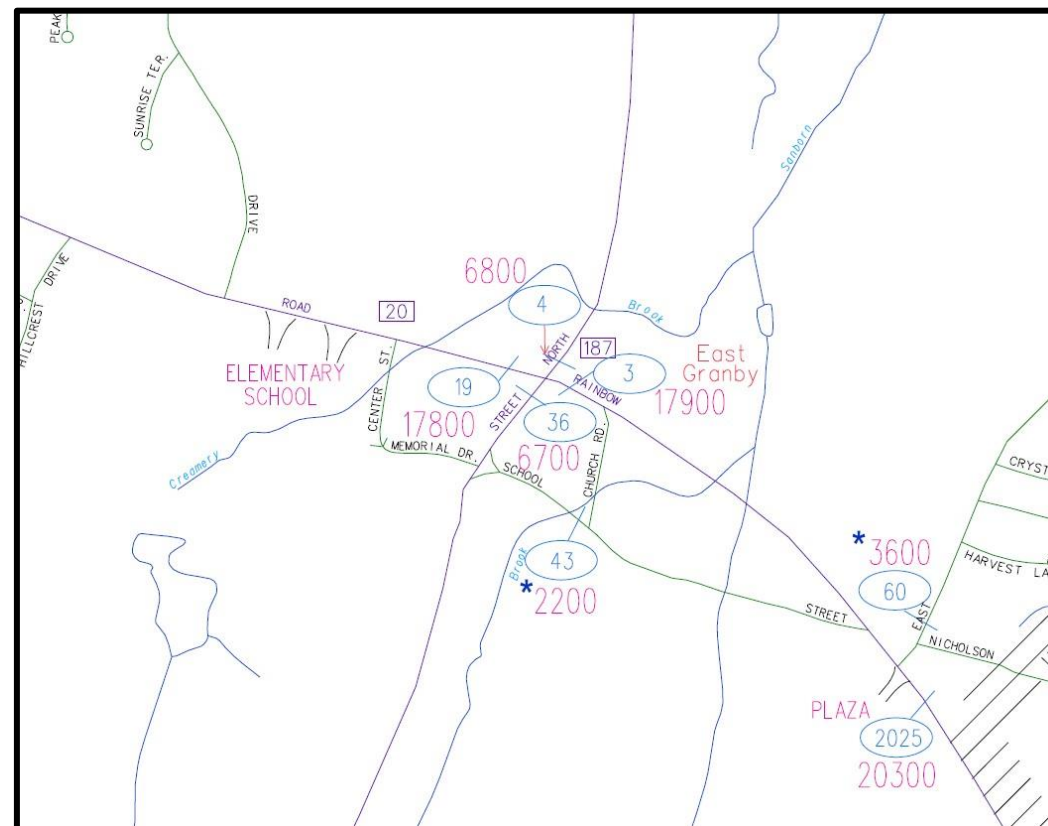 PEAK
SUNRISE TER.
DRIVE
Sanborn
HILLCREST DRIVE
ROAD
20
6800
4
Brook
NORTH
187
East
Granby
ELEMENTARY
SCHOOL
CENTER ST.
19
17800
STREET
RAINBOW
3
17900
36
6700
MEMORIAL DR.
SCHOOL
CHURCH RD.
Creamery
Brook
43
*2200
*3600
60
CRYST
HARVEST LA
STREET
EAST
NICHOLSON
PLAZA
2025
20300